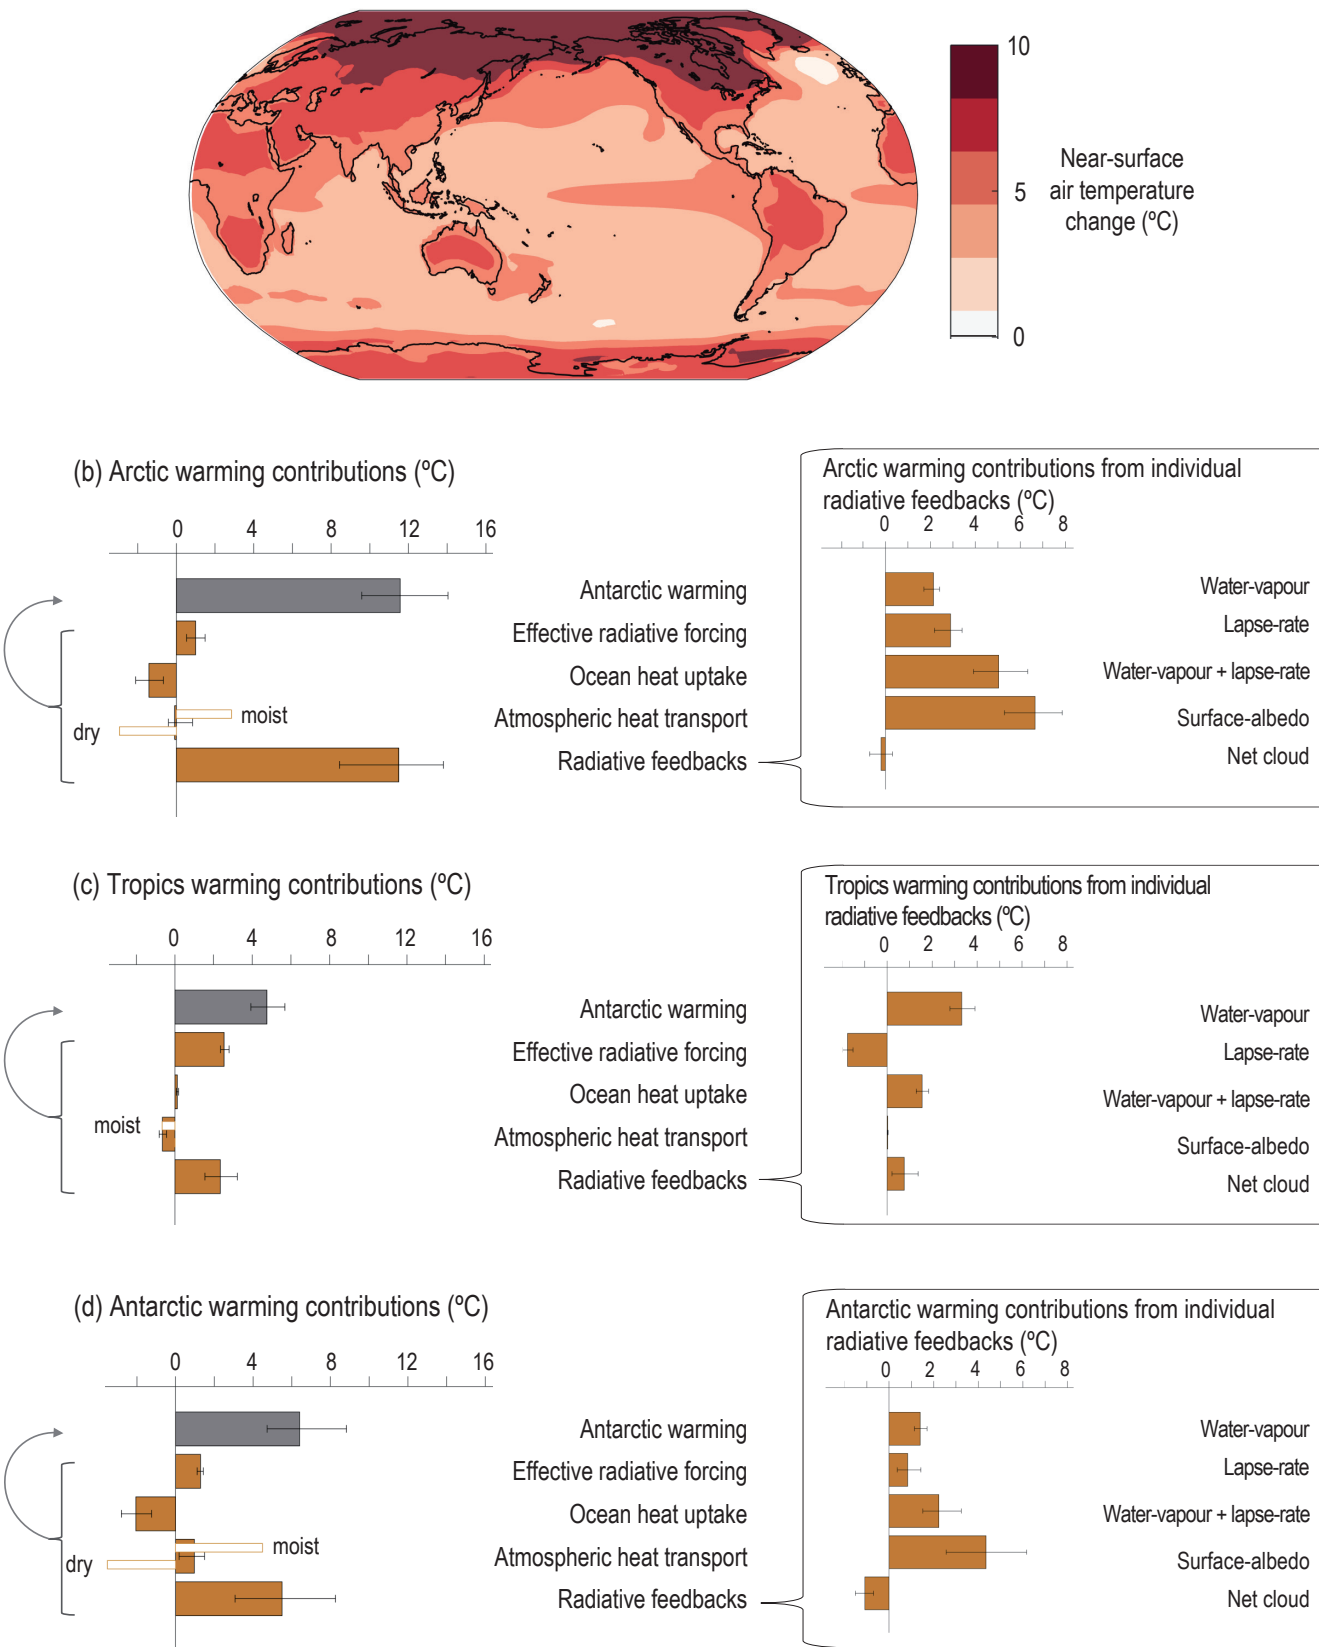 10
5
0
Near-surface
air temperature
change (ºC)
(b) Arctic warming contributions (ºC)
0 4 8 12 16
Antarctic warming
Effective radiative forcing
Ocean heat uptake
Atmospheric heat transport
Radiative feedbacks
moist
dry
Arctic warming contributions from individual
radiative feedbacks (ºC)
0 2 4 6 8
Water-vapour
Lapse-rate
Water-vapour + lapse-rate
Surface-albedo
Net cloud
(c) Tropics warming contributions (ºC)
0 4 8 12 16
Antarctic warming
Effective radiative forcing
Ocean heat uptake
Atmospheric heat transport
Radiative feedbacks
moist
Tropics warming contributions from individual
radiative feedbacks (ºC)
0 2 4 6 8
Water-vapour
Lapse-rate
Water-vapour + lapse-rate
Surface-albedo
Net cloud
(d) Antarctic warming contributions (ºC)
0 4 8 12 16
Antarctic warming
Effective radiative forcing
Ocean heat uptake
Atmospheric heat transport
Radiative feedbacks
moist
dry
Antarctic warming contributions from individual
radiative feedbacks (ºC)
0 2 4 6 8
Water-vapour
Lapse-rate
Water-vapour + lapse-rate
Surface-albedo
Net cloud